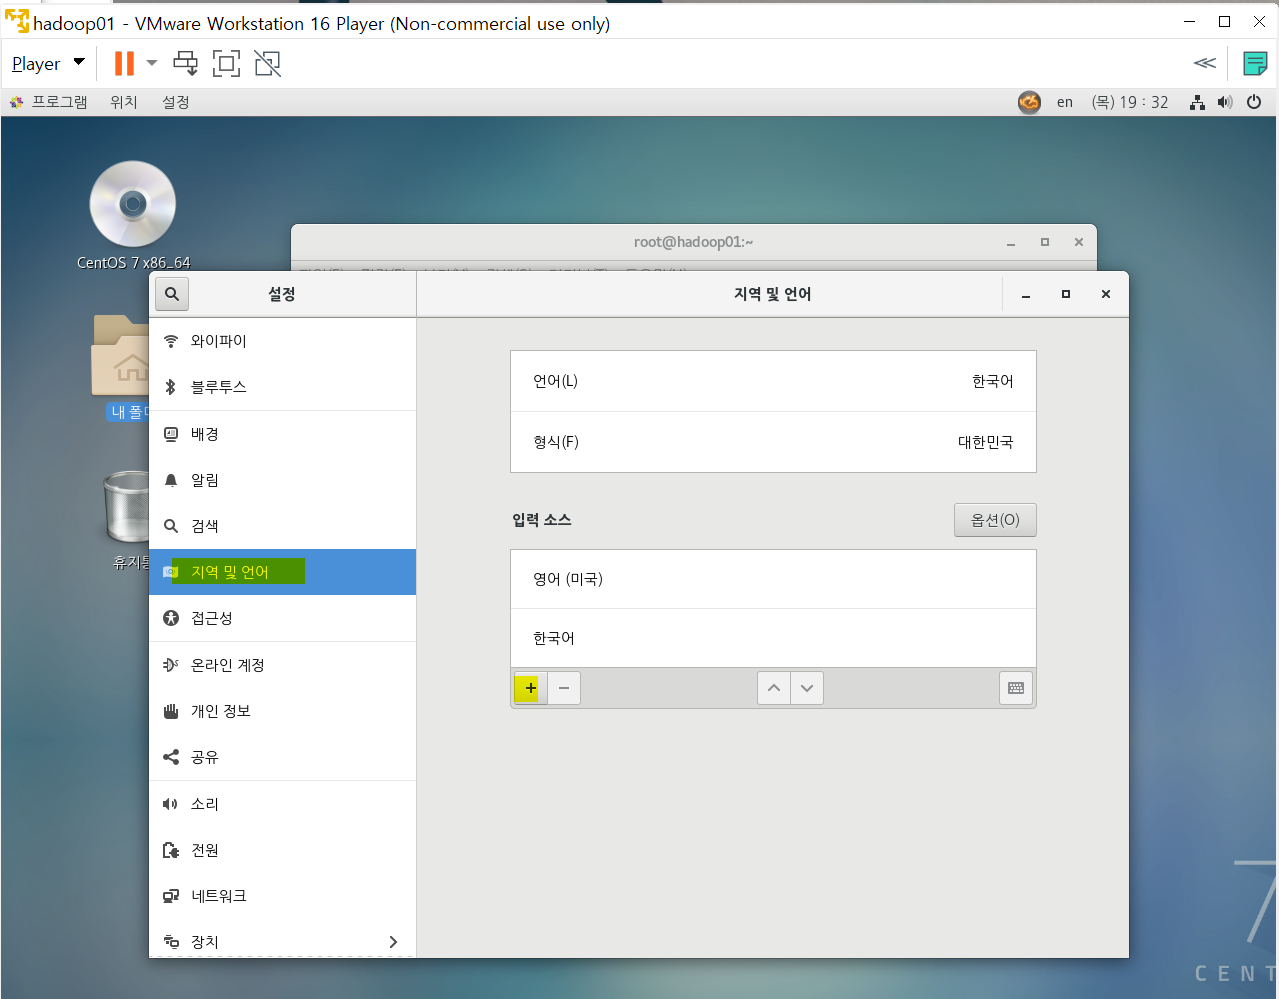 hadoop01 - VMware Workstation 16 Player (Non-commercial use only)
Player
프로그램 위치 설정 en (목) 19 : 32
CentOS 7 x86_64
root@hadoop01:~
설정
지역 및 언어
와이파이
블루투스
내 폴
배경
알림
검색
휴지통
지역 및 언어
접근성
온라인 계정
개인 정보
공유
소리
전원
네트워크
장치
언어(L) 한국어
형식(F) 대한민국
입력 소스 옵션(O)
영어 (미국)
한국어
7
CENT